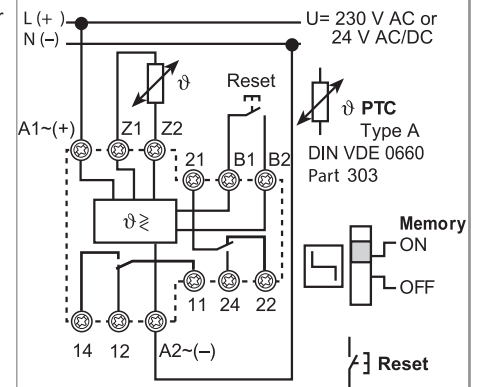 r
L (+)
N (–)
U= 230 V AC or
24 V AC/DC
ϑ
Reset
A1~(+)
Z1
Z2
ϑ PTC
Type A
DIN VDE 0660
Part 303
21
B1
B2
ϑ ≷
Memory
ON
OFF
11
24
22
14
12
A2~(–)
Reset